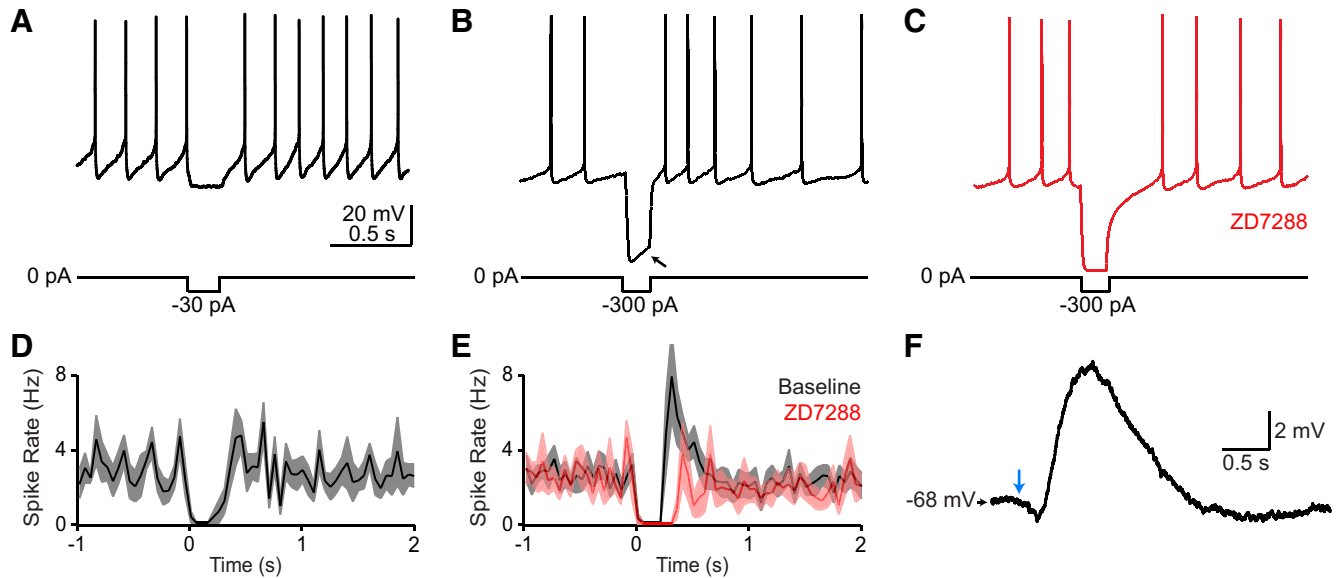 A
B
C
20 mV
0.5 s
ZD7288
0 pA
-30 pA
0 pA
-300 pA
0 pA
-300 pA
D
E
F
8
4
0
Spike Rate (Hz)
-1
0
1
2
Time (s)
8
4
0
Spike Rate (Hz)
Baseline
ZD7288
-1
0
1
2
Time (s)
-68 mV
2 mV
0.5 s